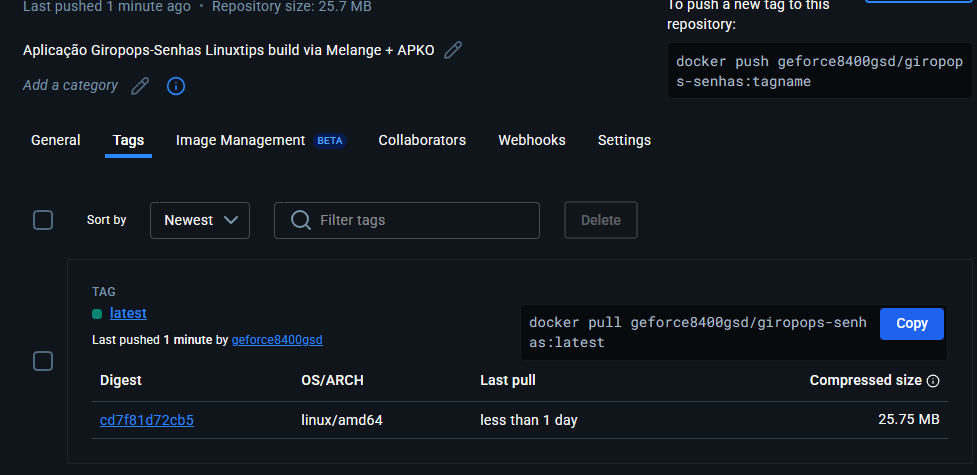 Last pushed 1 minute ago • Repository size: 25.7 MB
To push a new tag to this
repository:
Aplicação Giropops-Senhas Linuxtips build via Melange + APKO
docker push geforce8400gsd/girop
ops-senhas:tagname
Add a category
General Tags Image Management BETA Collaborators Webhooks Settings
Sort by Newest Filter tags Delete
TAG
latest
Last pushed 1 minute by geforce8400gsd
docker pull geforce8400gsd/giropops-senh
as:latest
Copy
Digest OS/ARCH Last pull Compressed size
cd7f81d72cb5 linux/amd64 less than 1 day 25.75 MB